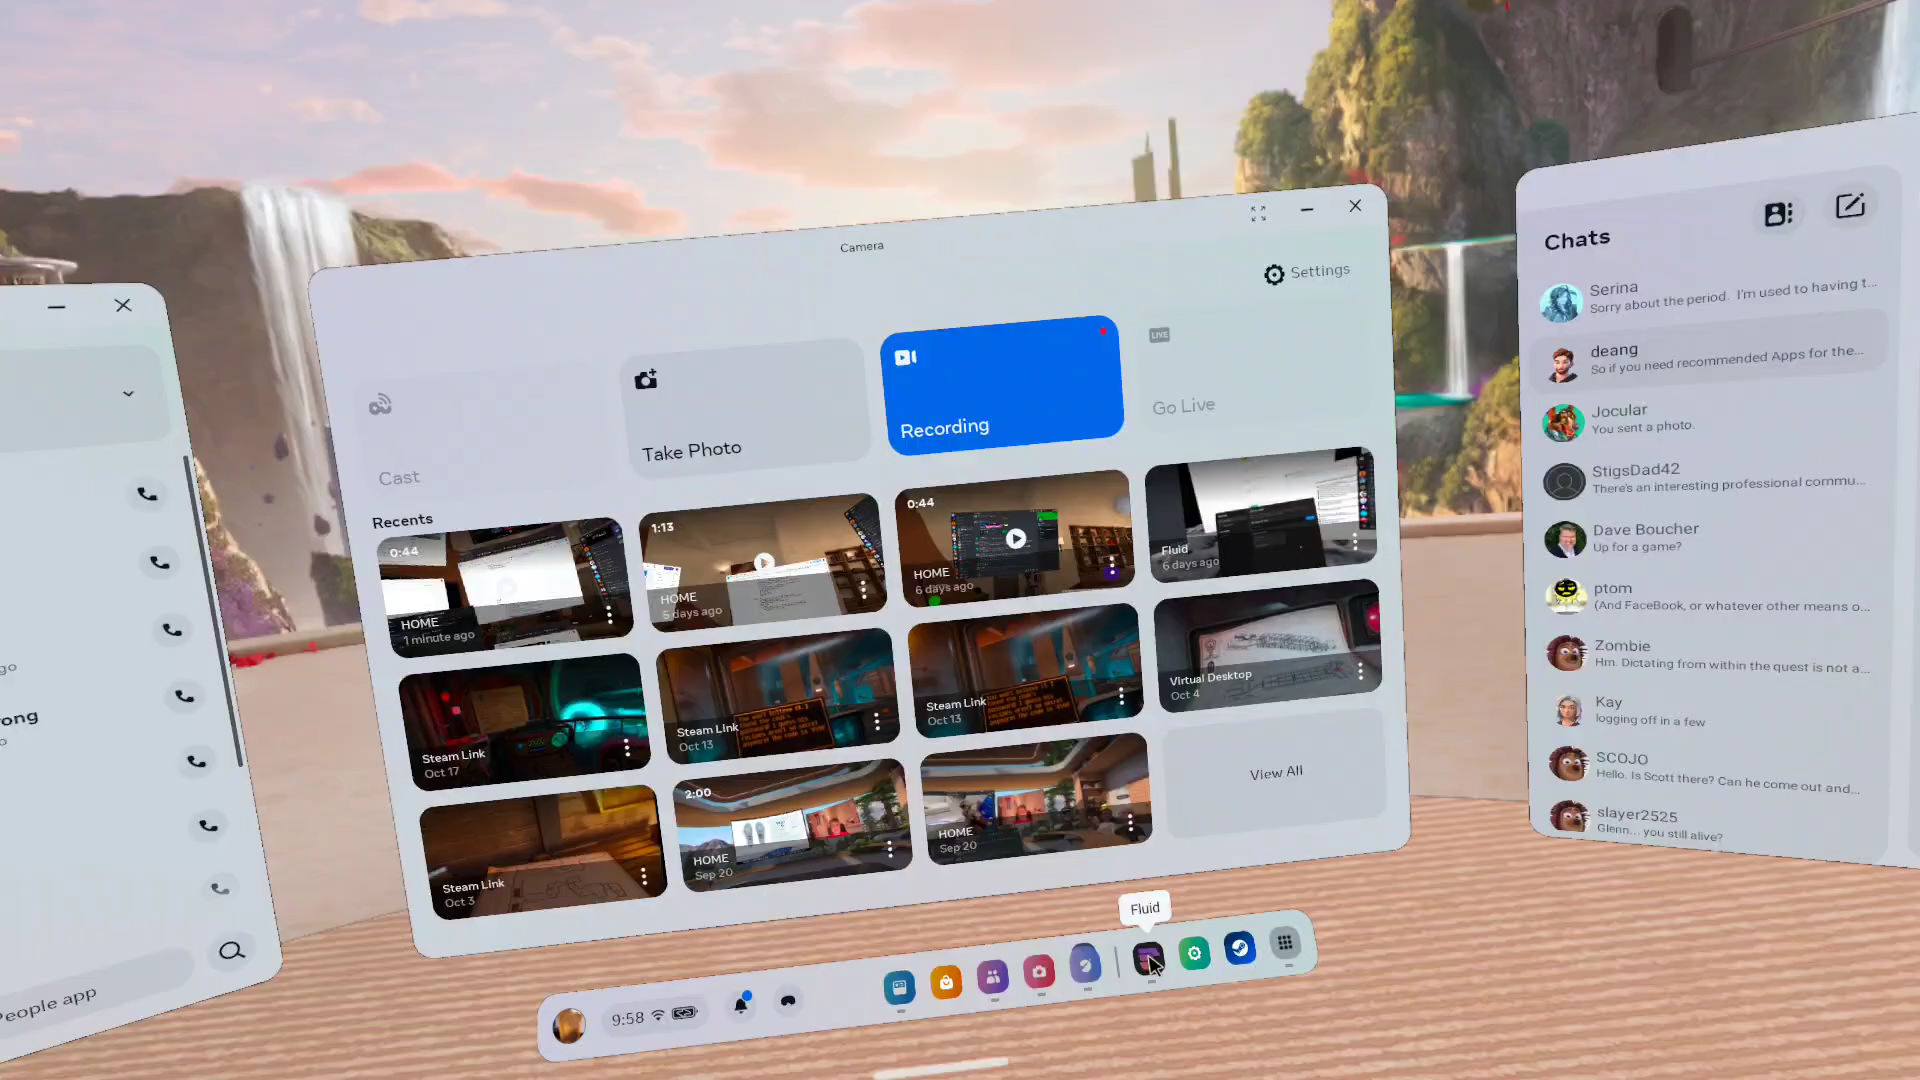 go
ong
o
People app
Camera
Settings
Cast
Take Photo
Recording
LIVE
Go Live
Recents
0:44
HOME
1 minute ago
1:13
HOME
5 days ago
0:44
HOME
6 days ago
Fluid
6 days ago
Steam Link
Oct 17
Steam Link
Oct 13
Steam Link
Oct 13
Virtual Desktop
Oct 4
Steam Link
Oct 3
2:00
HOME
Sep 20
HOME
Sep 20
View All
Chats
Serina
Sorry about the period. I'm used to having t...
deang
So if you need recommended Apps for the...
Jocular
You sent a photo.
StigsDad42
There's an interesting professional commu...
Dave Boucher
Up for a game?
ptom
(And FaceBook, or whatever other means o...
Zombie
Hm. Dictating from within the quest is not a...
Kay
logging off in a few
SCOJO
Hello. Is Scott there? Can he come out and...
slayer2525
Glenn... you still alive?
Fluid
9:58